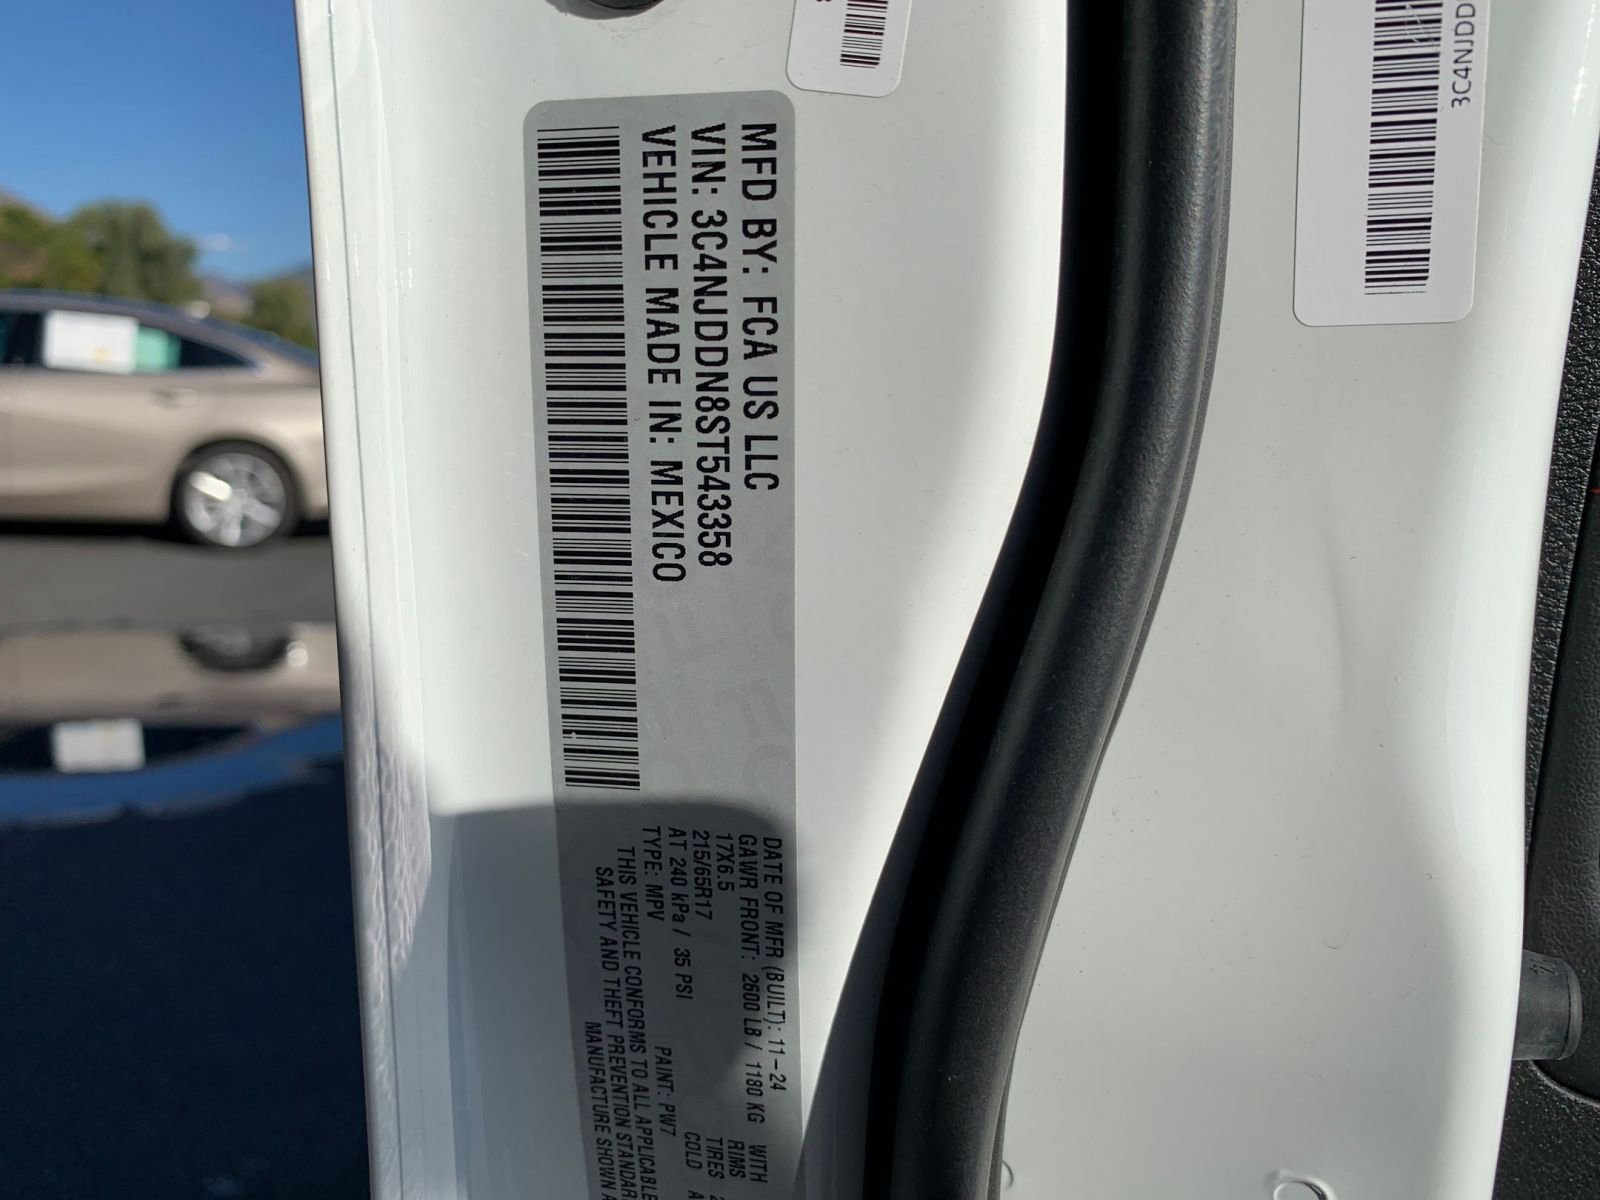 MFD BY: FCA US LLC
VIN: 3C4NJDDN8ST543358
VEHICLE MADE IN: MEXICO
DATE OF MFR (BUILT): 11-24
GAWR FRONT: 2600 LB / 1180 KG WITH
17X6.5 RIMS
215/65R17 TIRES
AT 240 kPa / 35 PSI COLD
TYPE: MPV PAINT: PW7
THIS VEHICLE CONFORMS TO ALL APPLICABLE
SAFETY AND THEFT PREVENTION STANDAR
MANUFACTURE SHOWN A
3C4NJDD